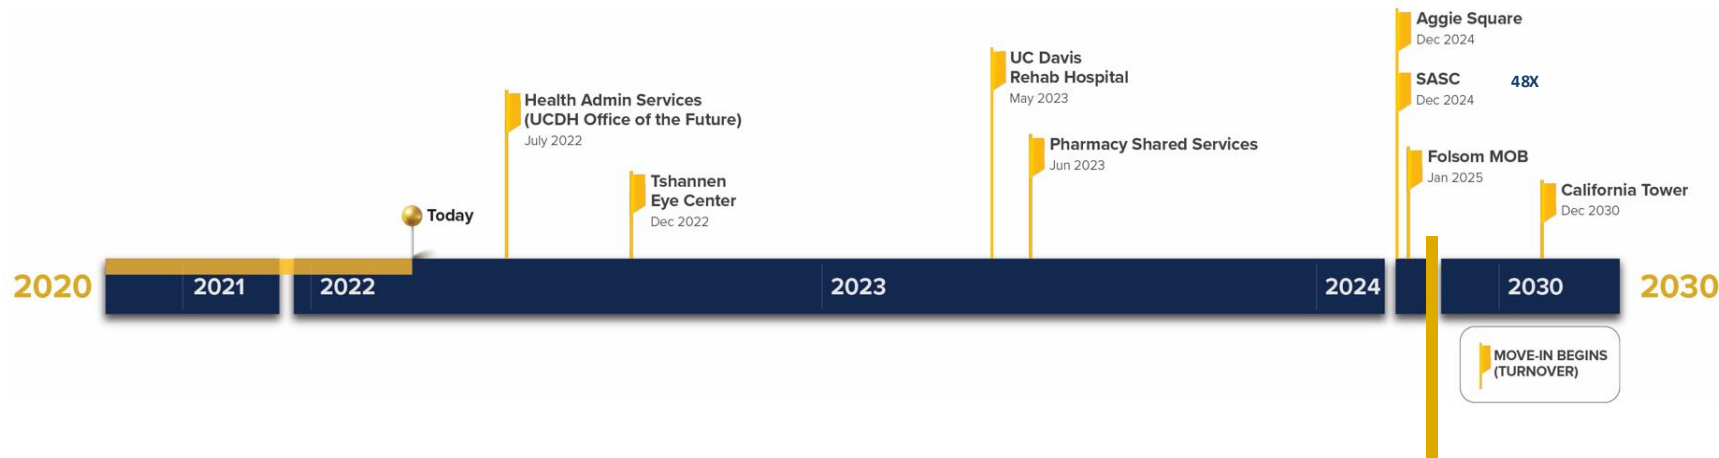 Aggie Square
Dec 2024
SASC 48X
Dec 2024
UC Davis
Rehab Hospital
May 2023
Health Admin Services
(UCDH Office of the Future)
July 2022
Pharmacy Shared Services
Jun 2023
Folsom MOB
Jan 2025
Tshannen
Eye Center
Dec 2022
California Tower
Dec 2030
Today
2020 2021 2022 2023 2024 2030 2030
MOVE-IN BEGINS
(TURNOVER)